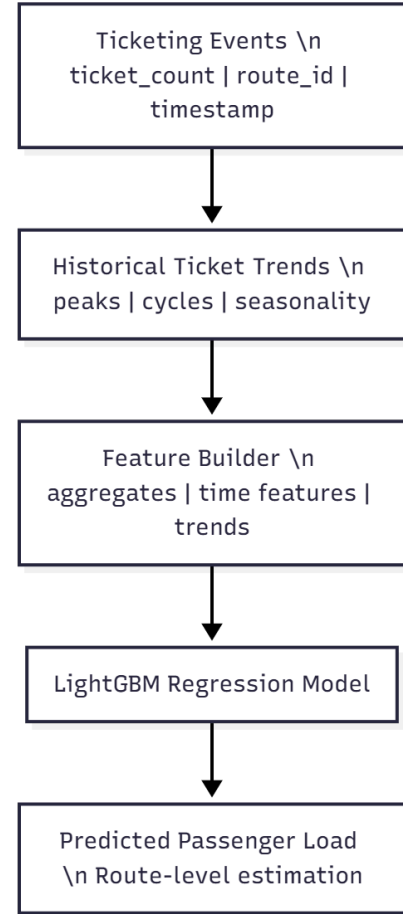 Ticketing Events \n
ticket_count | route_id |
timestamp
Historical Ticket Trends \n
peaks | cycles | seasonality
Feature Builder \n
aggregates | time features |
trends
LightGBM Regression Model
Predicted Passenger Load
\n Route-level estimation